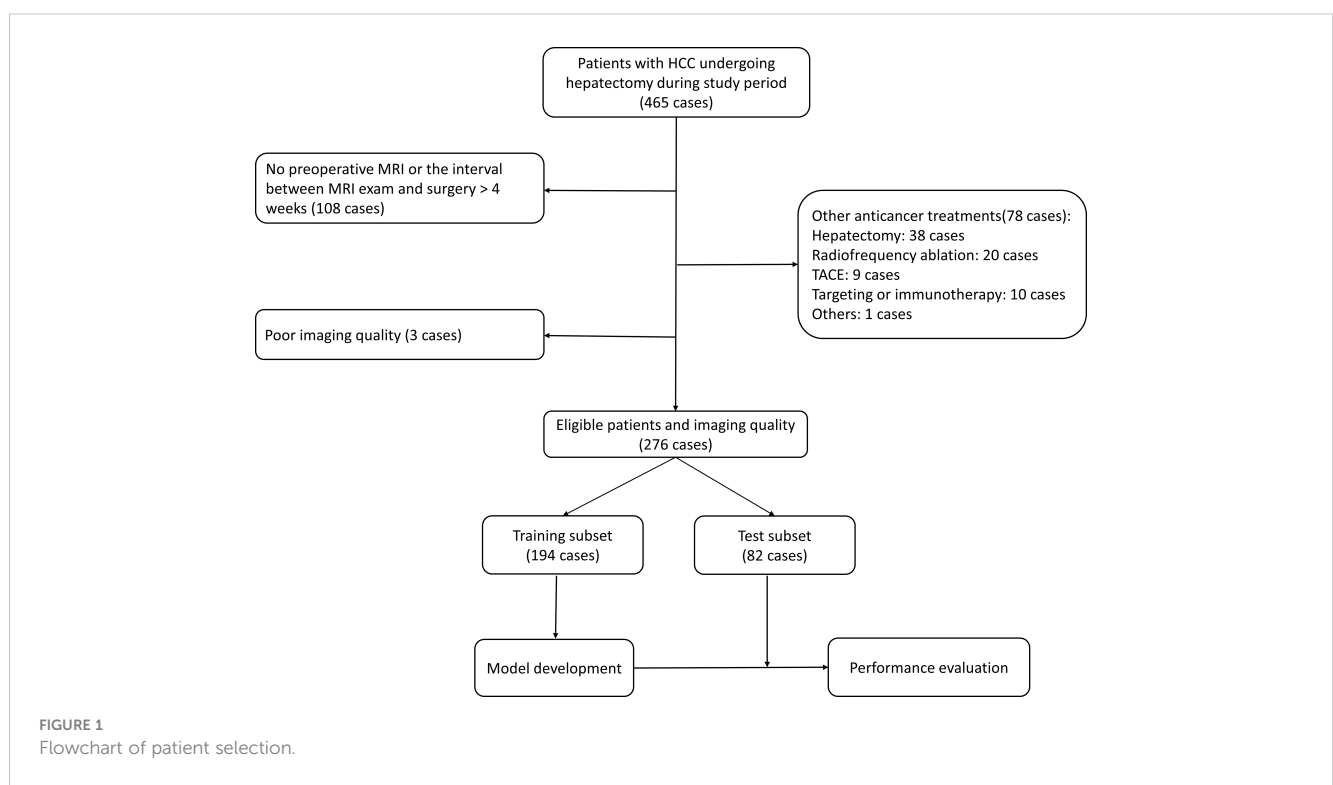 Patients with HCC undergoing
hepatectomy during study period
(465 cases)
No preoperative MRI or the interval
between MRI exam and surgery > 4
weeks (108 cases)
Other anticancer treatments(78 cases):
Hepatectomy: 38 cases
Radiofrequency ablation: 20 cases
TACE: 9 cases
Targeting or immunotherapy: 10 cases
Others: 1 cases
Poor imaging quality (3 cases)
Eligible patients and imaging quality
(276 cases)
Training subset
(194 cases)
Test subset
(82 cases)
Model development
Performance evaluation
FIGURE 1
Flowchart of patient selection.